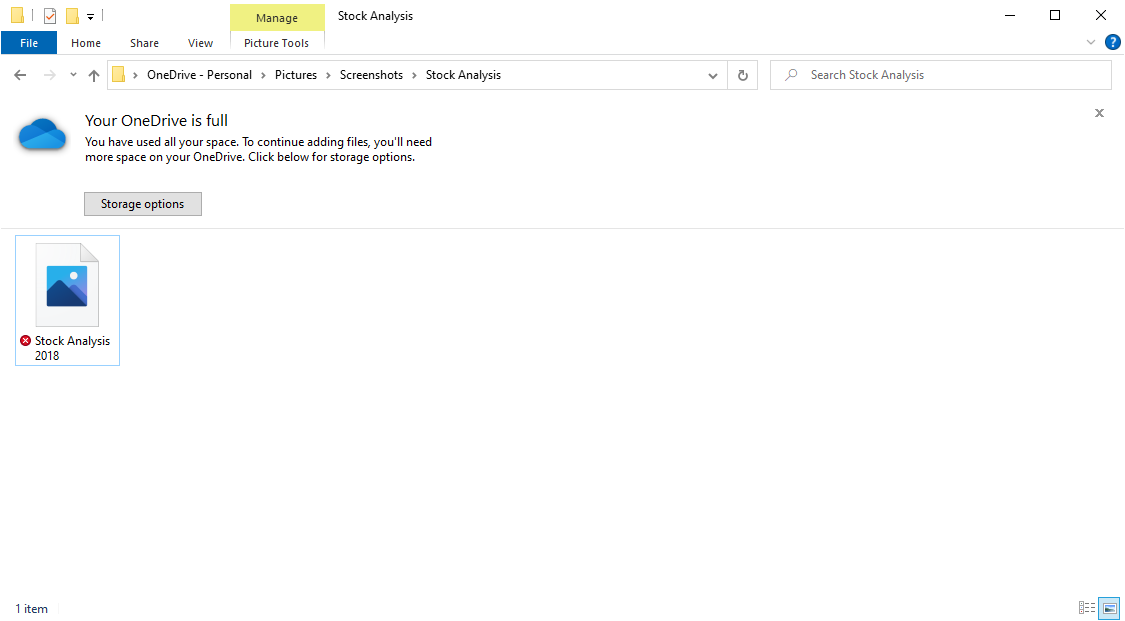 Manage
Stock Analysis
File
Home
Share
View
Picture Tools
?
OneDrive - Personal > Pictures > Screenshots > Stock Analysis
Search Stock Analysis
Your OneDrive is full
You have used all your space. To continue adding files, you'll need
more space on your OneDrive. Click below for storage options.
Storage options
Stock Analysis
2018
1 item